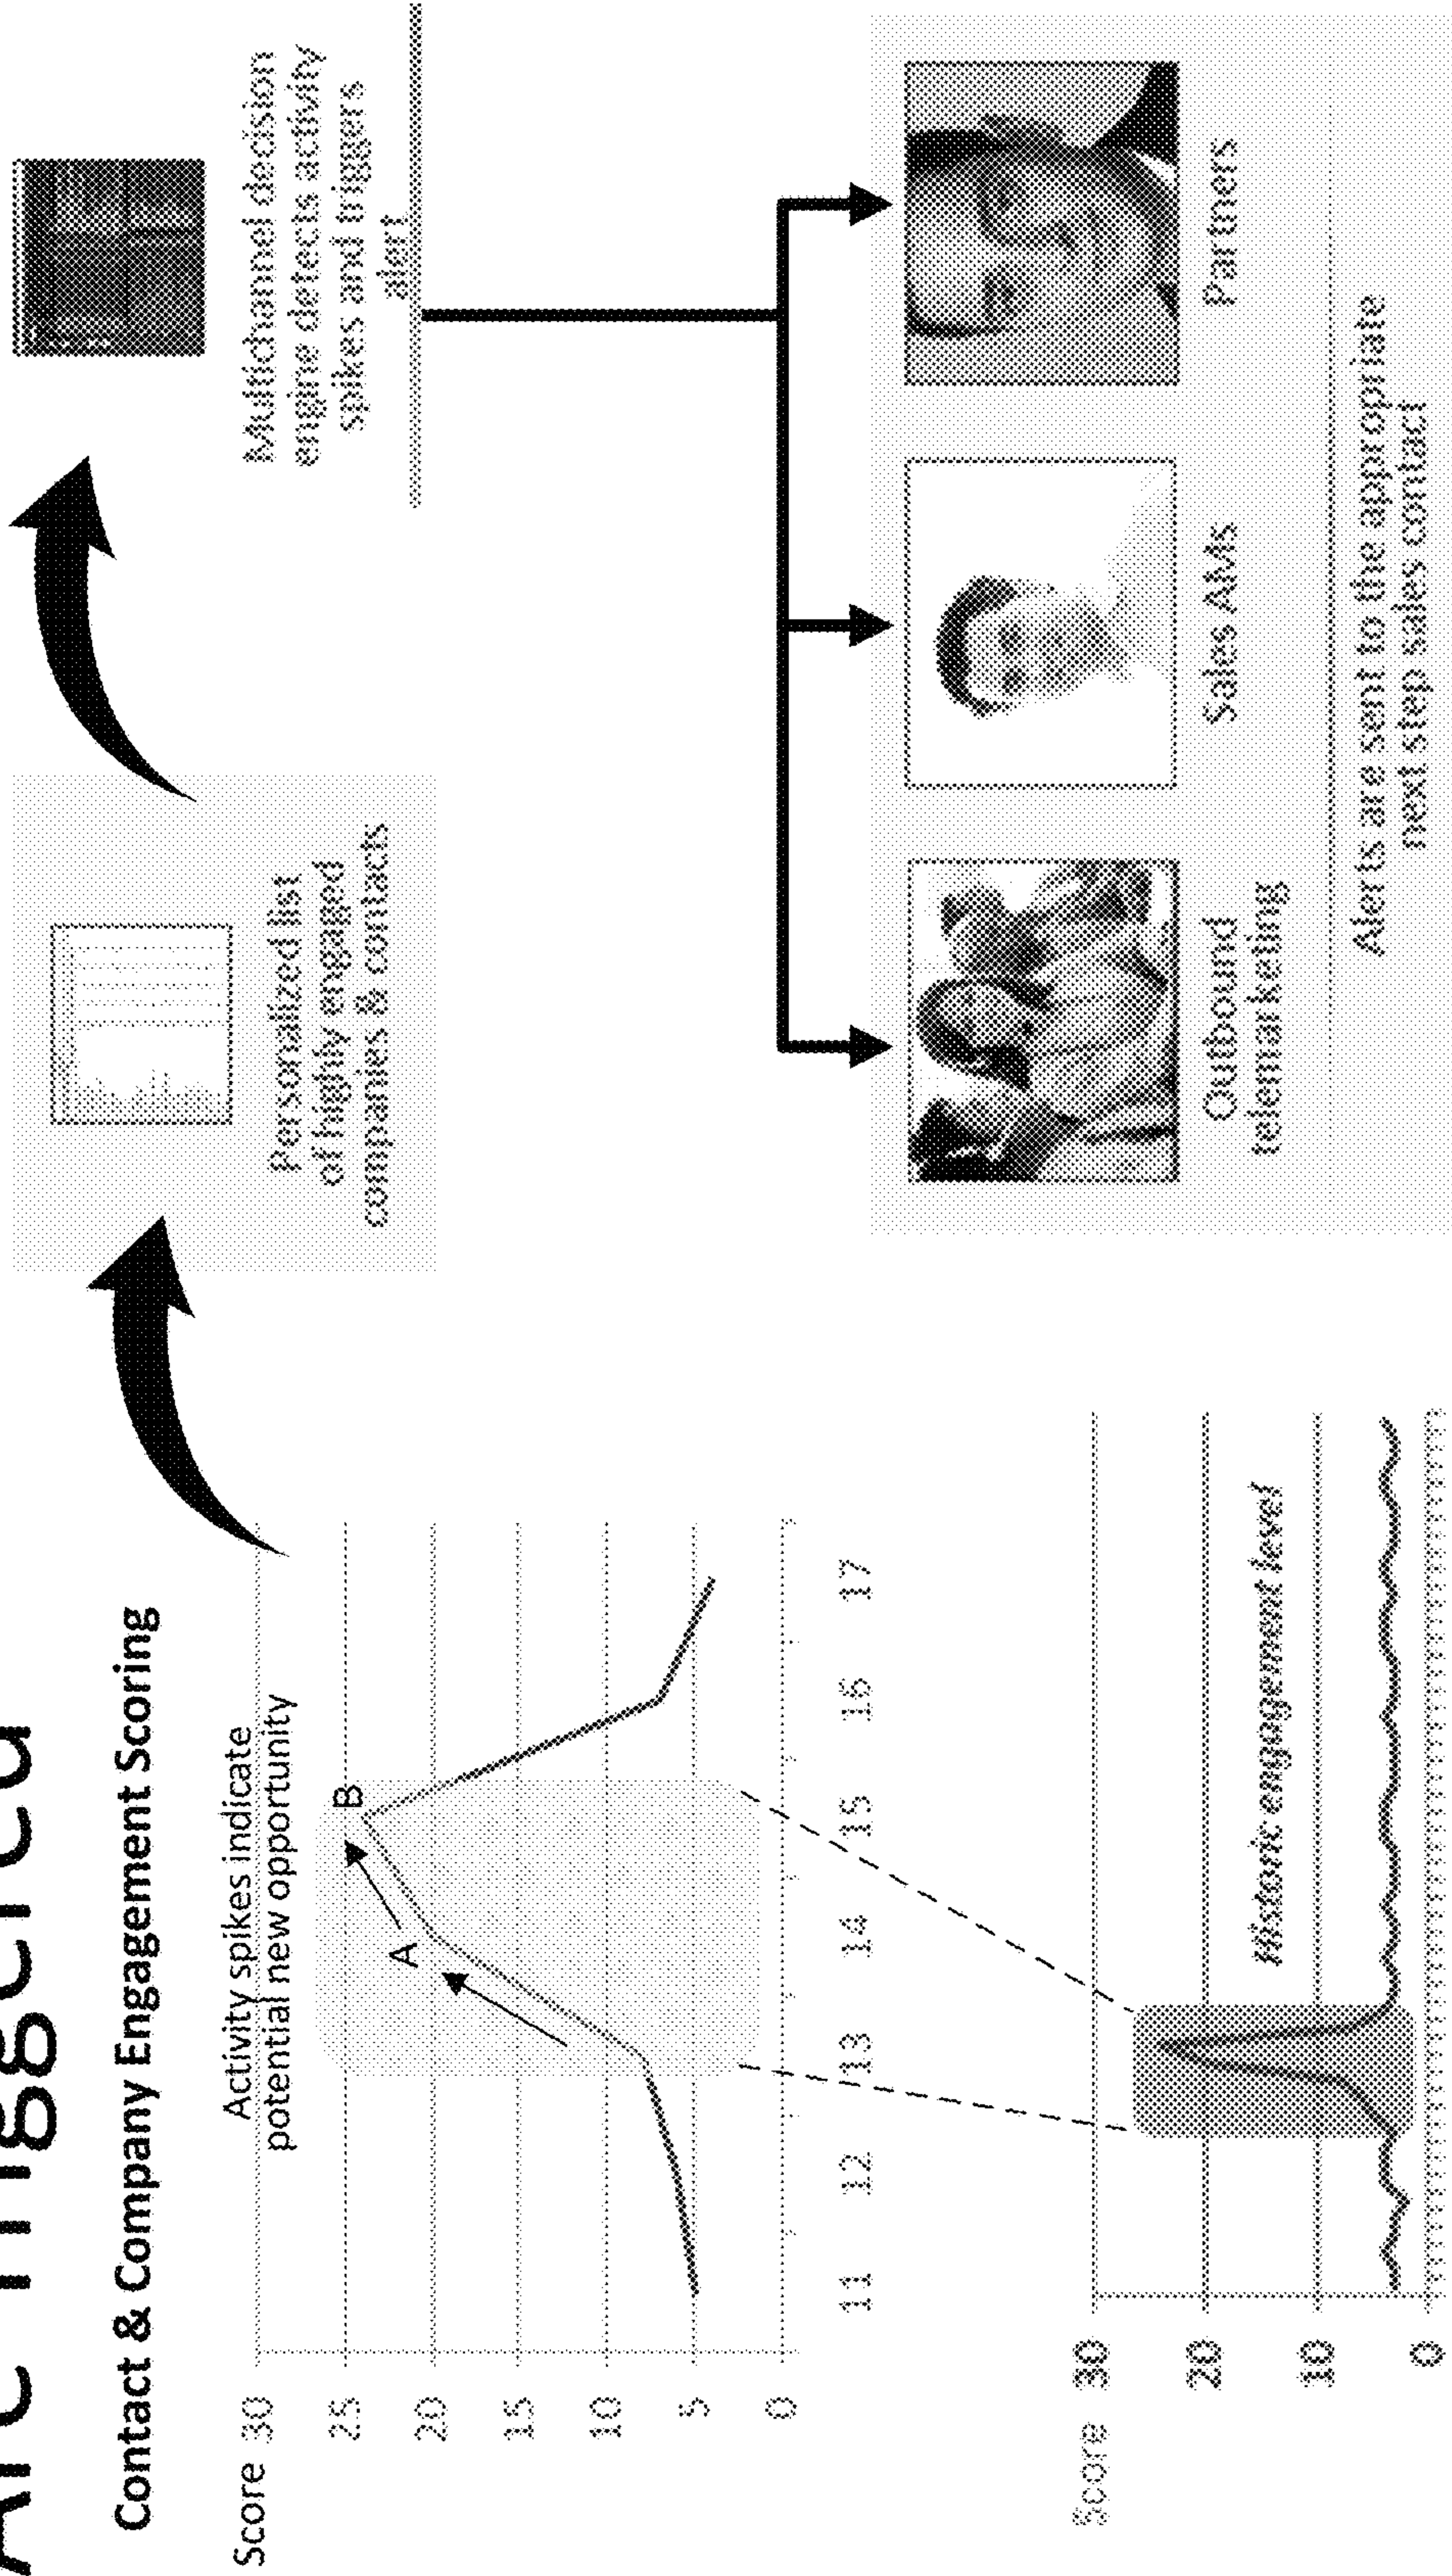 Are Triggered
Contact & Company Engagement Scoring
Activity spikes indicate
potential new opportunity
Score
30
25
20
15
10
5
0
A
B
11 12 13 14 15 16 17
Score
30
20
10
0
Historic engagement level
Personalized list
of highly engaged
companies & contacts
Multichannel decision
engine detects activity
spikes and triggers
alert
Outbound
telemarketing
Sales AMs
Partners
Alerts are sent to the appropriate
next step sales contact